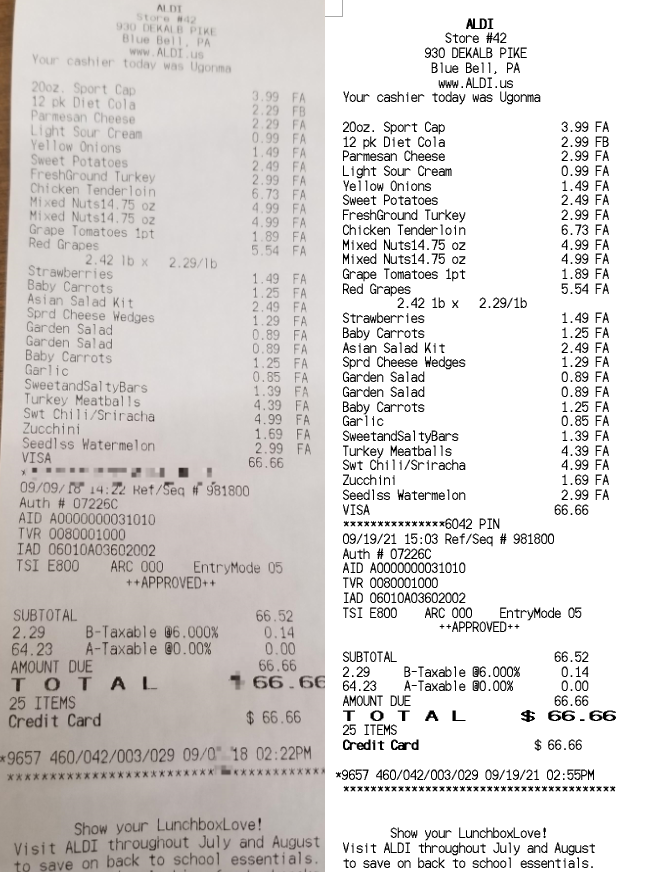 ALDI
Store #42
930 DEKALB PIKE
Blue Bell, PA
www.ALDI.us
Your cashier today was Ugonma
20oz. Sport Cap 3.99 FA
12 pk Diet Cola 2.29 FB
Parmesan Cheese 2.29 FA
Light Sour Cream 0.99 FA
Yellow Onions 1.49 FA
Sweet Potatoes 2.49 FA
FreshGround Turkey 2.99 FA
Chicken Tenderloin 6.73 FA
Mixed Nuts14.75 oz 4.99 FA
Mixed Nuts14.75 oz 4.99 FA
Grape Tomatoes 1pt 1.89 FA
Red Grapes 5.54 FA
2.42 lb x 2.29/lb
Strawberries 1.49 FA
Baby Carrots 1.25 FA
Asian Salad Kit 2.49 FA
Sprd Cheese Wedges 1.29 FA
Garden Salad 0.89 FA
Garden Salad 0.89 FA
Baby Carrots 1.25 FA
Garlic 0.85 FA
SweetandSaltyBars 1.39 FA
Turkey Meatballs 4.39 FA
Swt Chili/Sriracha 4.99 FA
Zucchini 1.69 FA
Seedlss Watermelon 2.99 FA
VISA 66.66
09/09/18 14:22 Ref/Seq # 981800
Auth # 07226C
AID A0000000031010
TVR 0080001000
IAD 06010A03602002
TSI E800 ARC 000 EntryMode 05
++APPROVED++
SUBTOTAL 66.52
2.29 B-Taxable @6.000% 0.14
64.23 A-Taxable @0.00% 0.00
AMOUNT DUE 66.66
TOTAL 66.66
25 ITEMS
Credit Card $ 66.66
*9657 460/042/003/029 09/0 18 02:22PM
****************************************
Show your LunchboxLove!
Visit ALDI throughout July and August
to save on back to school essentials.
ALDI
Store #42
930 DEKALB PIKE
Blue Bell, PA
www.ALDI.us
Your cashier today was Ugonma
20oz. Sport Cap 3.99 FA
12 pk Diet Cola 2.99 FB
Parmesan Cheese 2.99 FA
Light Sour Cream 0.99 FA
Yellow Onions 1.49 FA
Sweet Potatoes 2.49 FA
FreshGround Turkey 2.99 FA
Chicken Tenderloin 6.73 FA
Mixed Nuts14.75 oz 4.99 FA
Mixed Nuts14.75 oz 4.99 FA
Grape Tomatoes 1pt 1.89 FA
Red Grapes 5.54 FA
2.42 1b x 2.29/1b
Strawberries 1.49 FA
Baby Carrots 1.25 FA
Asian Salad Kit 2.49 FA
Sprd Cheese Wedges 1.29 FA
Garden Salad 0.89 FA
Garden Salad 0.89 FA
Baby Carrots 1.25 FA
Garlic 0.85 FA
SweetandSaltyBars 1.39 FA
Turkey Meatballs 4.39 FA
Swt Chili/Sriracha 4.99 FA
Zucchini 1.69 FA
Seedlss Watermelon 2.99 FA
VISA 66.66
***************6042 PIN
09/19/21 15:03 Ref/Seq # 981800
Auth # 07226C
AID A0000000031010
TVR 0080001000
IAD 06010A03602002
TSI E800 ARC 000 EntryMode 05
++APPROVED++
SUBTOTAL 66.52
2.29 B-Taxable @6.000% 0.14
64.23 A-Taxable @0.00% 0.00
AMOUNT DUE 66.66
TOTAL $ 66.66
25 ITEMS
Credit Card $ 66.66
*9657 460/042/003/029 09/19/21 02:55PM
****************************************
Show your LunchboxLove!
Visit ALDI throughout July and August
to save on back to school essentials.